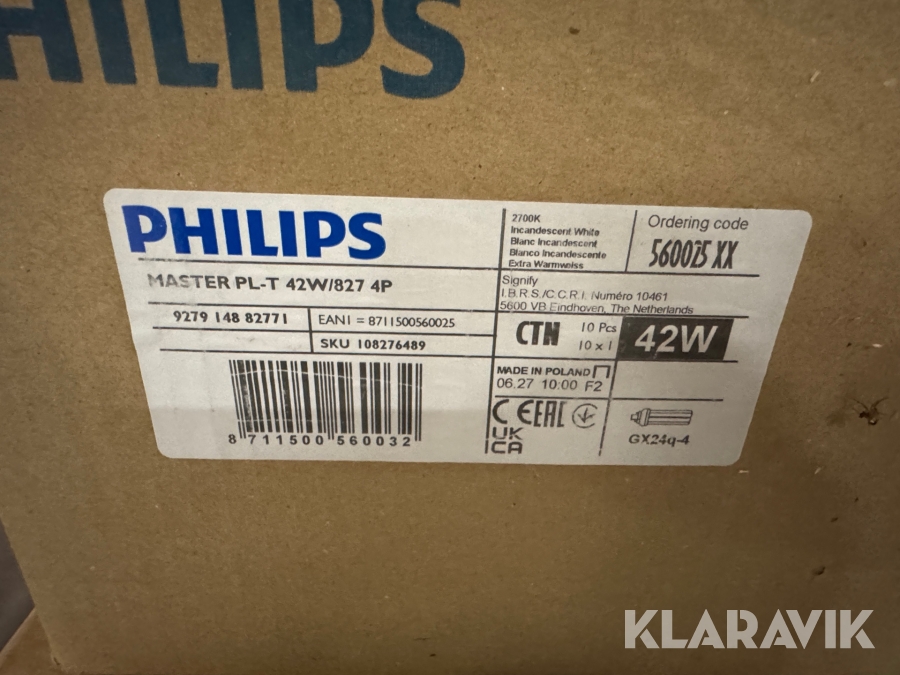 PHILIPS
PHILIPS
MASTER PL-T 42W/827 4P
9279 148 82771
EAN1 = 8711500560025
SKU 108276489
8 711500 560032
2700K
Incandescent White
Blanc Incandescent
Blanco Incandescente
Extra Warmweiss
Ordering code
560025 XX
Signify
I.B.R.S./C.C.R.I. Numéro 10461
5600 VB Eindhoven, The Netherlands
CTN
10 Pcs
10 x 1
42W
MADE IN POLAND
06.27 10:00 F2
CE EAC
UK
CA
GX24q-4
KLARAVIK